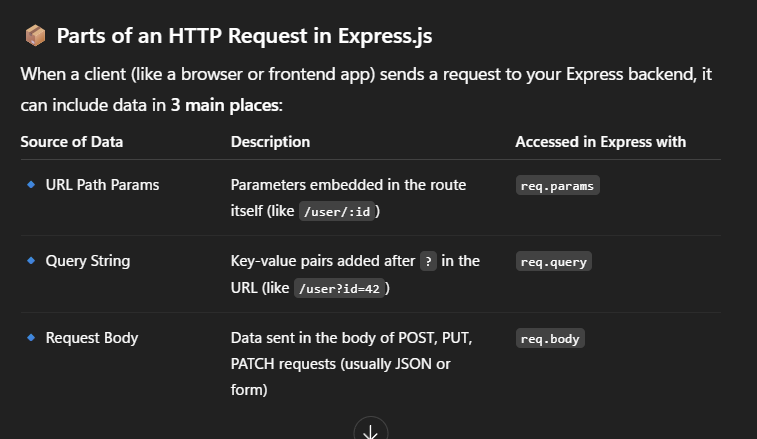 📦 Parts of an HTTP Request in Express.js
When a client (like a browser or frontend app) sends a request to your Express backend, it
can include data in 3 main places:
Source of Data Description Accessed in Express with
🔹 URL Path Params Parameters embedded in the route req.params
itself (like /user/:id)
🔹 Query String Key-value pairs added after ? in the req.query
URL (like /user?id=42)
🔹 Request Body Data sent in the body of POST, PUT, req.body
PATCH requests (usually JSON or
form)